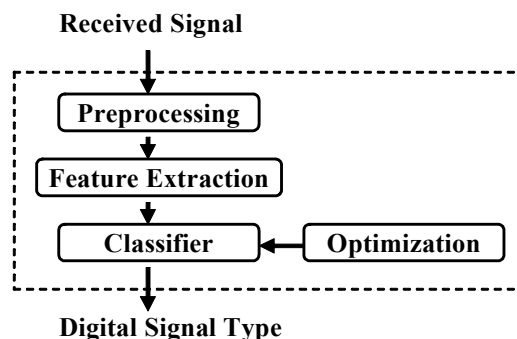 Received Signal
Preprocessing
Feature Extraction
Classifier
Optimization
Digital Signal Type